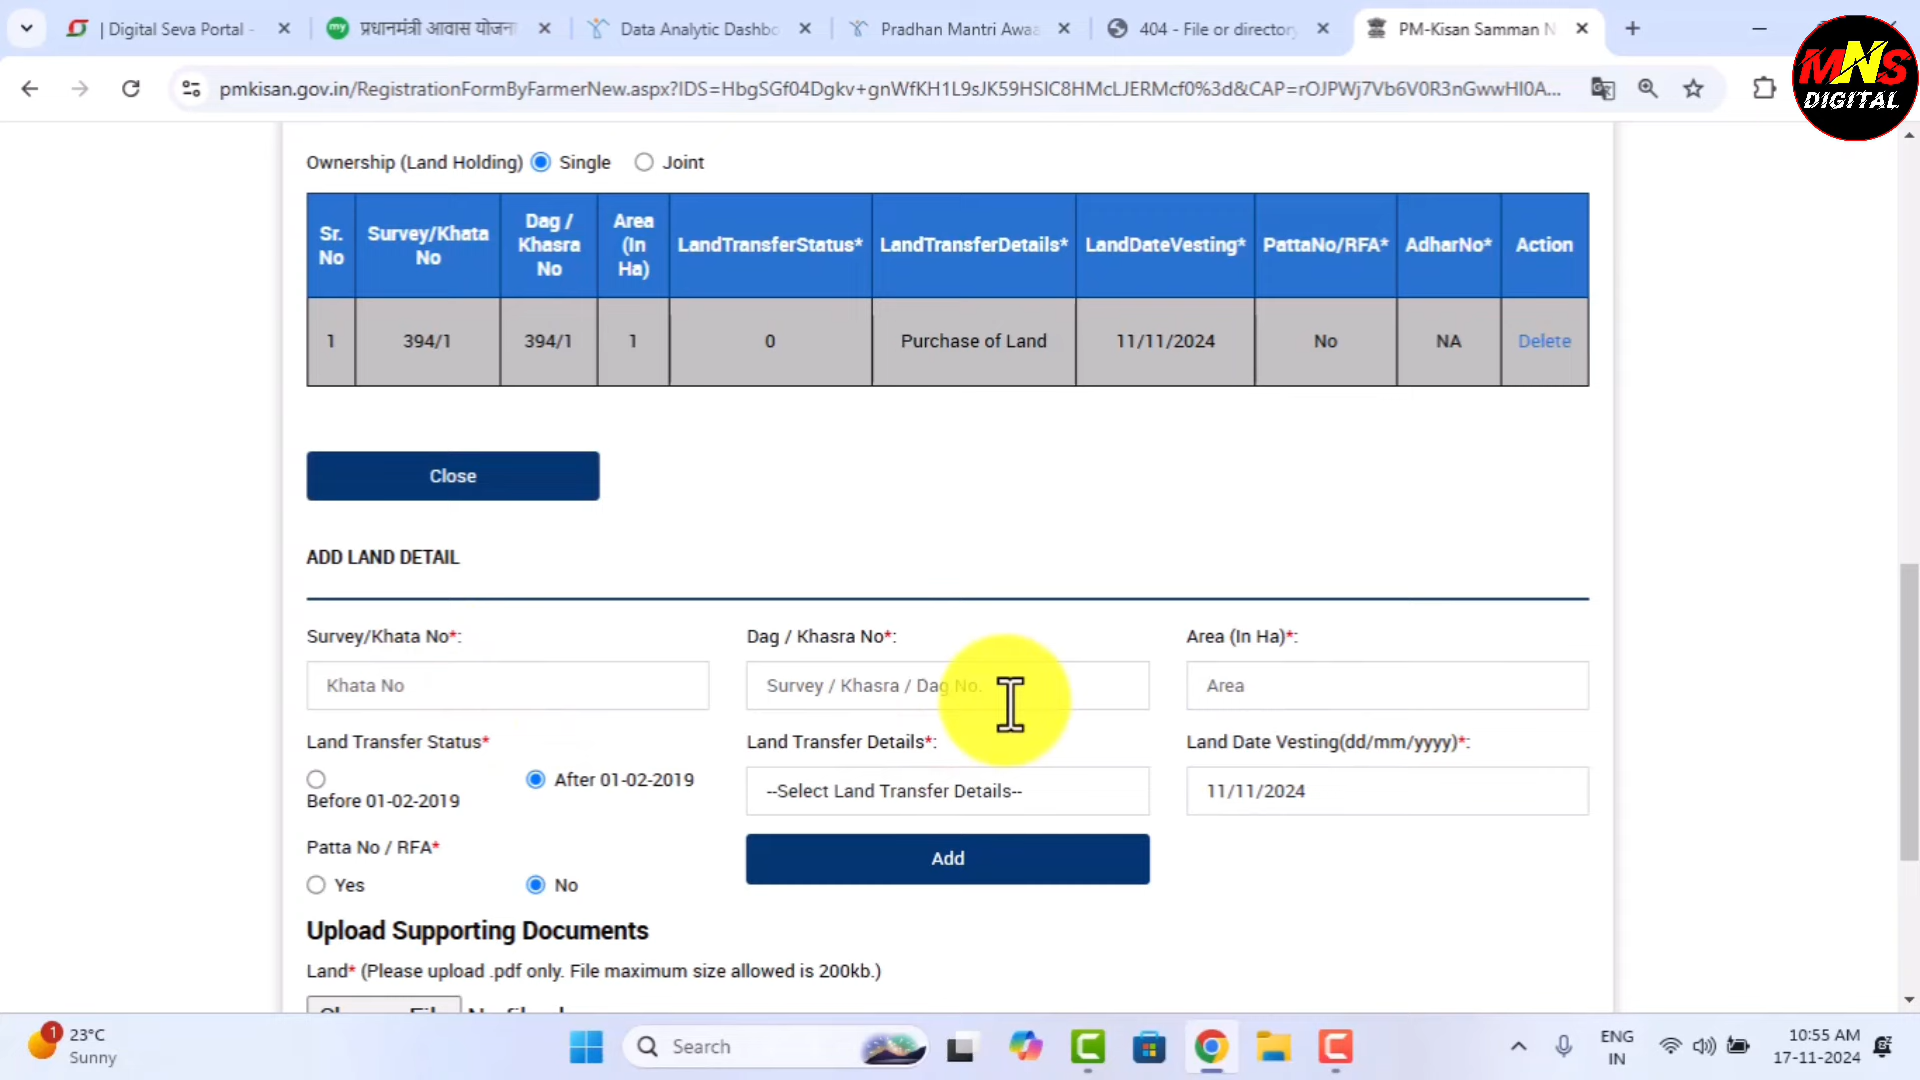 | Digital Seva Portal -
प्रधानमंत्री आवास योजना
Data Analytic Dashbo
Pradhan Mantri Awaa
404 - File or directory
PM-Kisan Samman N
MNS
DIGITAL
pmkisan.gov.in/RegistrationFormByFarmerNew.aspx?IDS=HbgSGf04Dgkv+gnWfKH1L9sJK59HSIC8HMcLJERMcf0%3d&CAP=rOJPWj7Vb6V0R3nGwwHI0A...
Ownership (Land Holding) Single Joint
Sr. No Survey/Khata No Dag / Khasra No Area (In Ha) LandTransferStatus* LandTransferDetails* LandDateVesting* PattaNo/RFA* AdharNo* Action
1 394/1 394/1 1 0 Purchase of Land 11/11/2024 No NA Delete
Close
ADD LAND DETAIL
Survey/Khata No*: Dag / Khasra No*: Area (In Ha)*:
Khata No Survey / Khasra / Dag No. Area
Land Transfer Status* Land Transfer Details*: Land Date Vesting(dd/mm/yyyy)*:
Before 01-02-2019 After 01-02-2019 --Select Land Transfer Details-- 11/11/2024
Patta No / RFA*
Add
Yes No
Upload Supporting Documents
Land* (Please upload .pdf only. File maximum size allowed is 200kb.)
1
23°C
Sunny
Search
ENG
IN
10:55 AM
17-11-2024